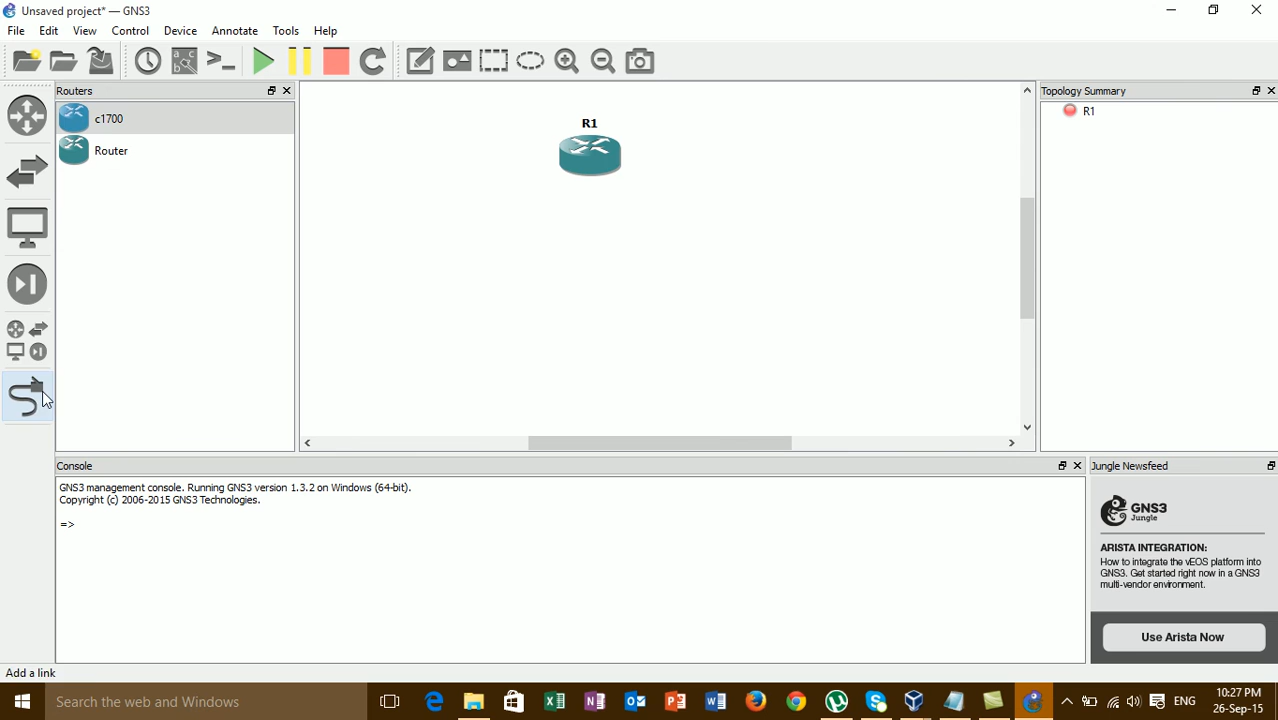 Unsaved project* — GNS3
File Edit View Control Device Annotate Tools Help
Routers
c1700
Router
R1
Topology Summary
R1
Console
GNS3 management console. Running GNS3 version 1.3.2 on Windows (64-bit).
Copyright (c) 2006-2015 GNS3 Technologies.
=>
Jungle Newsfeed
GNS3
Jungle
ARISTA INTEGRATION:
How to integrate the vEOS platform into
GNS3. Get started right now in a GNS3
multi-vendor environment.
Use Arista Now
Add a link
Search the web and Windows
ENG
10:27 PM
26-Sep-15